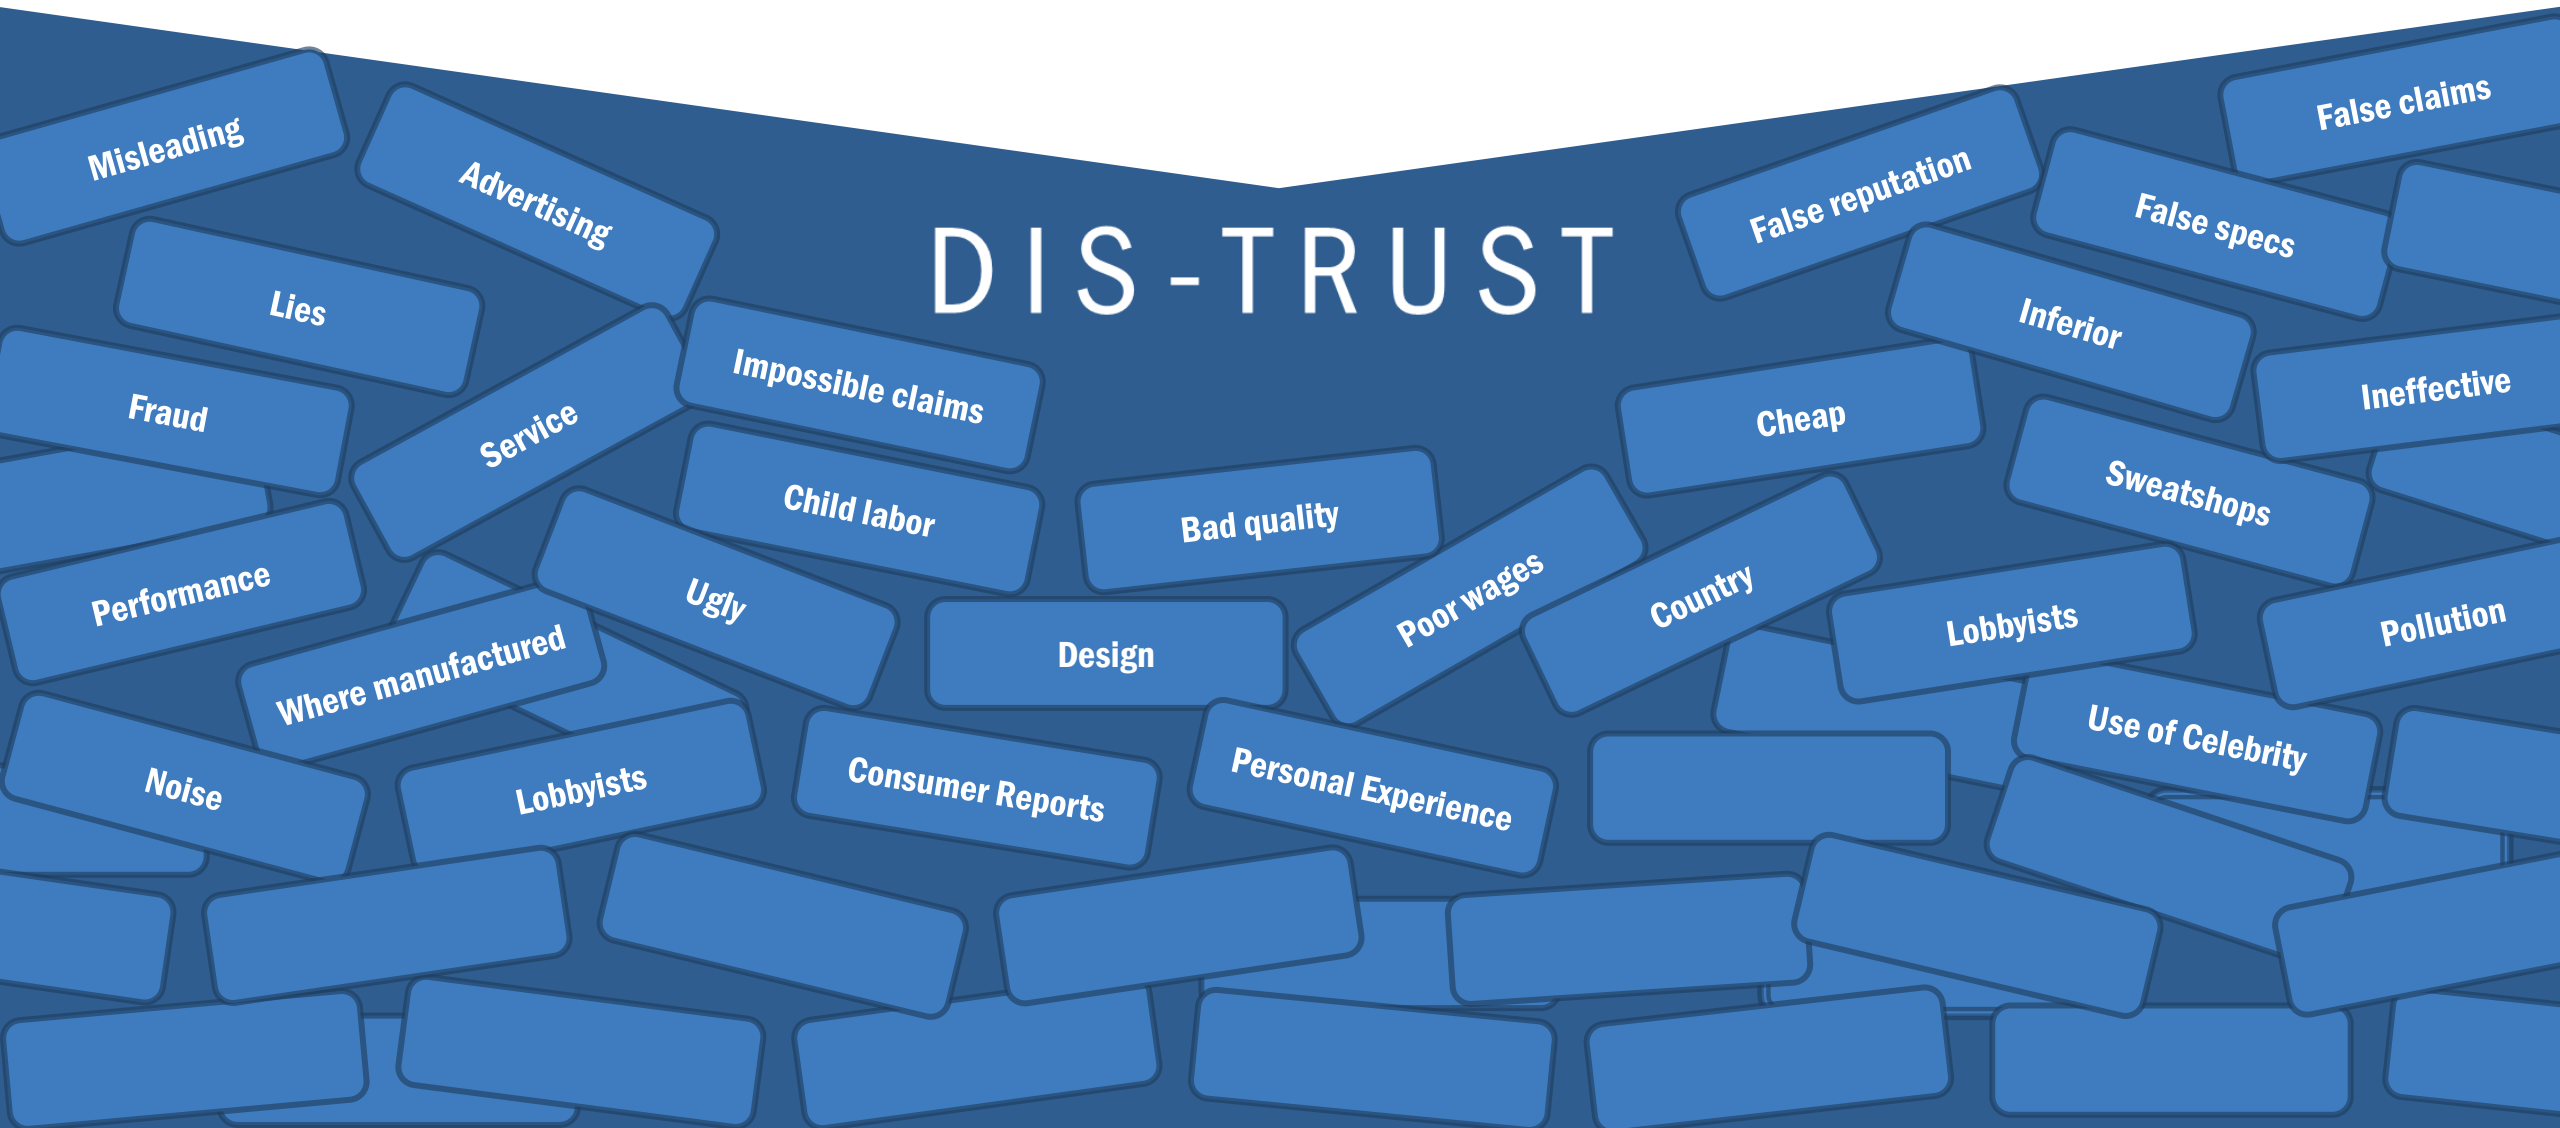 Misleading
Advertising
False claims
False reputation
False specs
DIS-TRUST
Lies
Inferior
Fraud
Service
Impossible claims
Cheap
Ineffective
Child labor
Bad quality
Sweatshops
Performance
Ugly
Poor wages
Country
Lobbyists
Pollution
Where manufactured
Design
Use of Celebrity
Noise
Lobbyists
Consumer Reports
Personal Experience